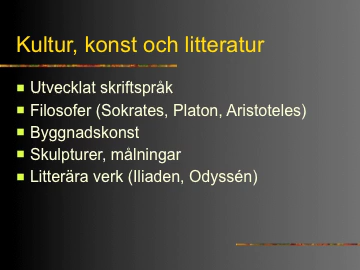 Kultur, konst och litteratur
Utvecklat skriftspråk
Filosofer (Sokrates, Platon, Aristoteles)
Byggnadskonst
Skulpturer, målningar
Litterära verk (Iliaden, Odyssén)